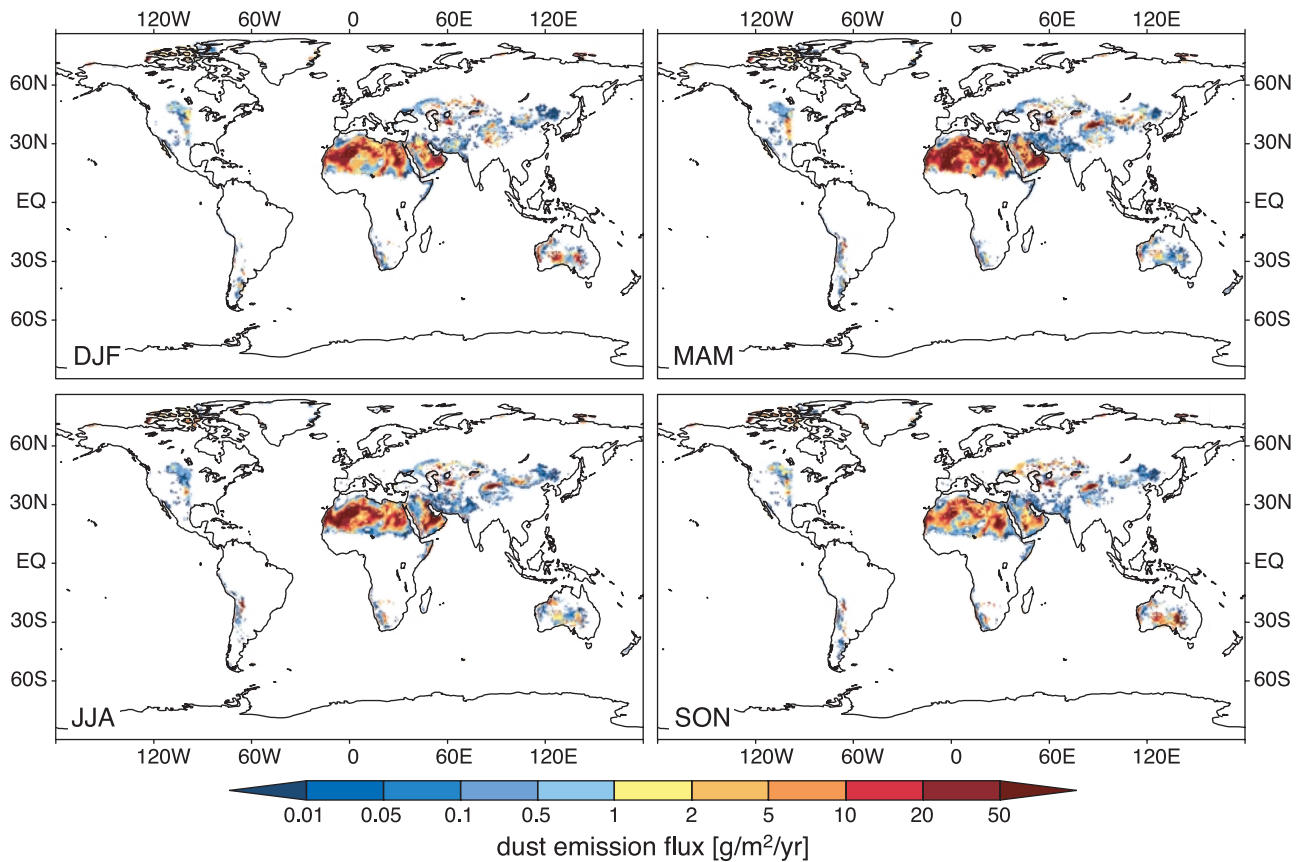 120W 60W 0 60E 120E 120W 60W 0 60E 120E
60N 60N
30N 30N
EQ EQ
30S 30S
60S 60S
DJF MAM
60N 60N
30N 30N
EQ EQ
30S 30S
60S 60S
JJA SON
120W 60W 0 60E 120E 120W 60W 0 60E 120E
0.01 0.05 0.1 0.5 1 2 5 10 20 50
dust emission flux [g/m²/yr]